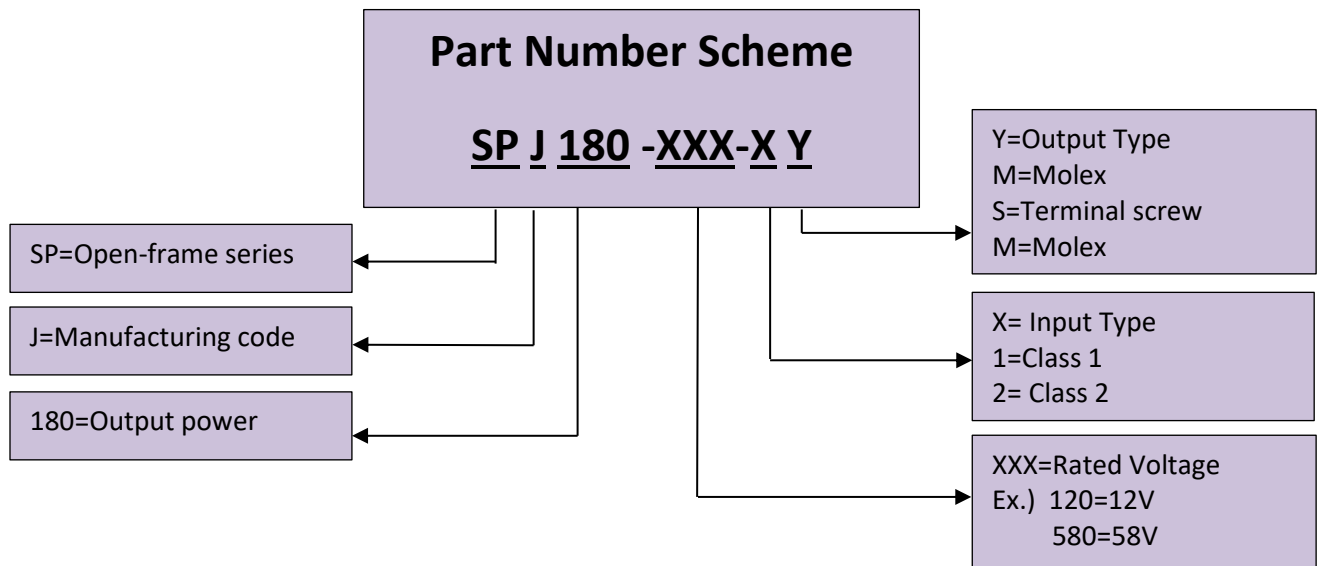 Part Number Scheme
SP J 180 -XXX-X Y
SP=Open-frame series
J=Manufacturing code
180=Output power
Y=Output Type
M=Molex
S=Terminal screw
M=Molex
X= Input Type
1=Class 1
2= Class 2
XXX=Rated Voltage
Ex.) 120=12V
580=58V